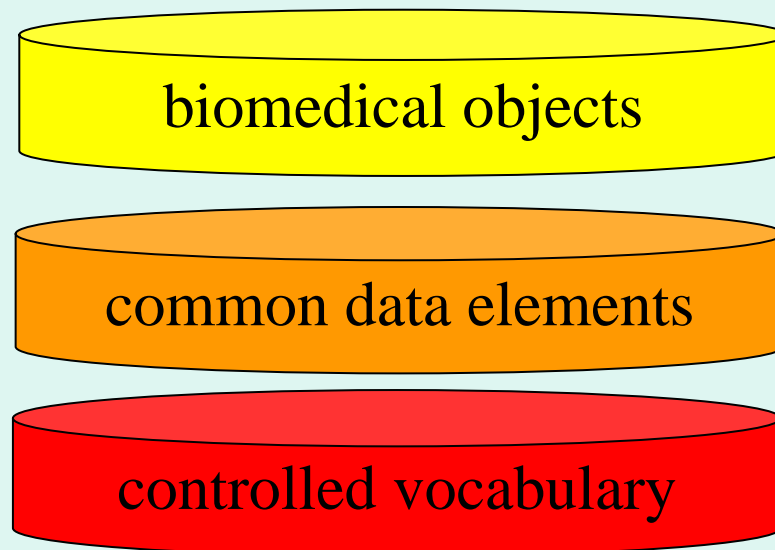 biomedical objects
common data elements
controlled vocabulary